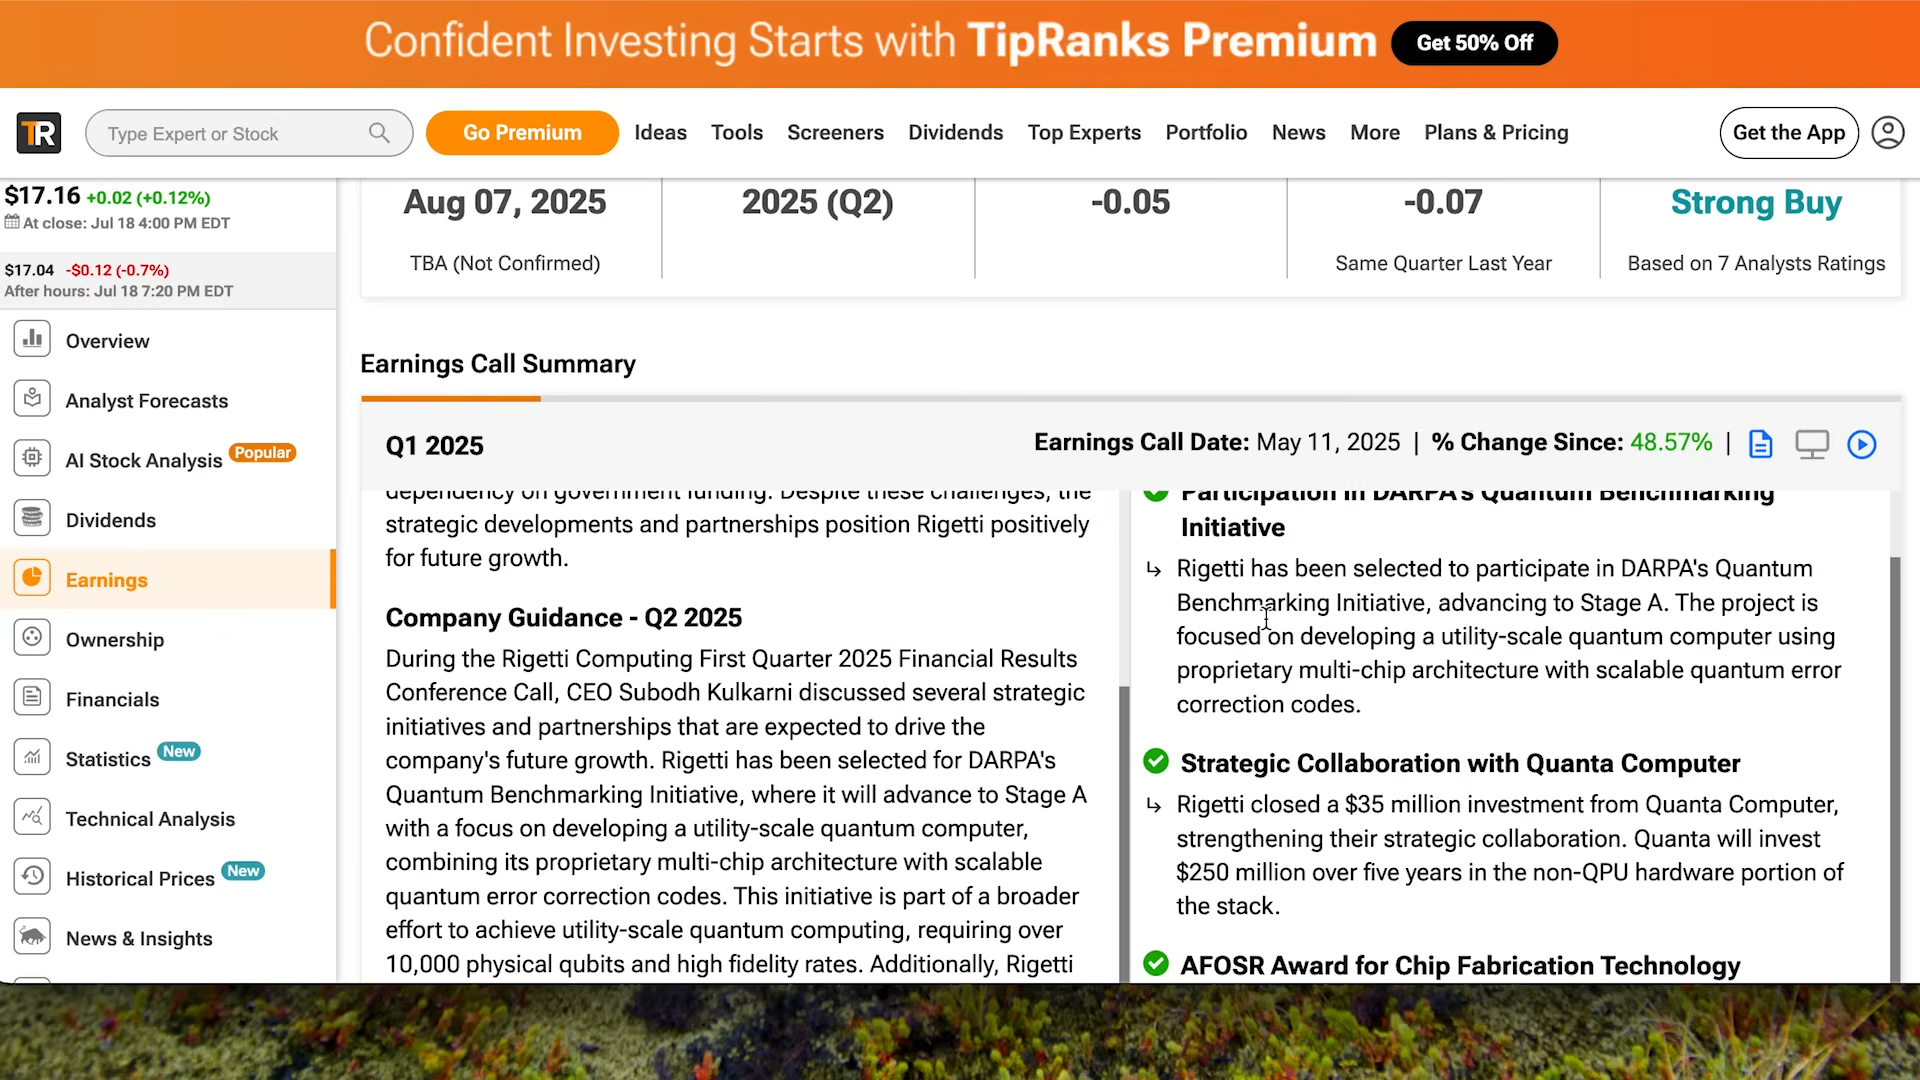 Confident Investing Starts with TipRanks Premium Get 50% Off
TR
Type Expert or Stock
Go Premium
Ideas Tools Screeners Dividends Top Experts Portfolio News More Plans & Pricing
Get the App
$17.16 +0.02 (+0.12%)
At close: Jul 18 4:00 PM EDT
$17.04 -$0.12 (-0.7%)
After hours: Jul 18 7:20 PM EDT
Overview
Analyst Forecasts
AI Stock Analysis Popular
Dividends
Earnings
Ownership
Financials
Statistics New
Technical Analysis
Historical Prices New
News & Insights
Aug 07, 2025
TBA (Not Confirmed)
2025 (Q2)
-0.05
-0.07
Same Quarter Last Year
Strong Buy
Based on 7 Analysts Ratings
Earnings Call Summary
Q1 2025
Earnings Call Date: May 11, 2025 | % Change Since: 48.57% |
dependency on government funding. Despite these challenges, the
strategic developments and partnerships position Rigetti positively
for future growth.
Company Guidance - Q2 2025
During the Rigetti Computing First Quarter 2025 Financial Results
Conference Call, CEO Subodh Kulkarni discussed several strategic
initiatives and partnerships that are expected to drive the
company's future growth. Rigetti has been selected for DARPA's
Quantum Benchmarking Initiative, where it will advance to Stage A
with a focus on developing a utility-scale quantum computer,
combining its proprietary multi-chip architecture with scalable
quantum error correction codes. This initiative is part of a broader
effort to achieve utility-scale quantum computing, requiring over
10,000 physical qubits and high fidelity rates. Additionally, Rigetti
Participation in DARPA's Quantum Benchmarking
Initiative
Rigetti has been selected to participate in DARPA's Quantum
Benchmarking Initiative, advancing to Stage A. The project is
focused on developing a utility-scale quantum computer using
proprietary multi-chip architecture with scalable quantum error
correction codes.
Strategic Collaboration with Quanta Computer
Rigetti closed a $35 million investment from Quanta Computer,
strengthening their strategic collaboration. Quanta will invest
$250 million over five years in the non-QPU hardware portion of
the stack.
AFOSR Award for Chip Fabrication Technology